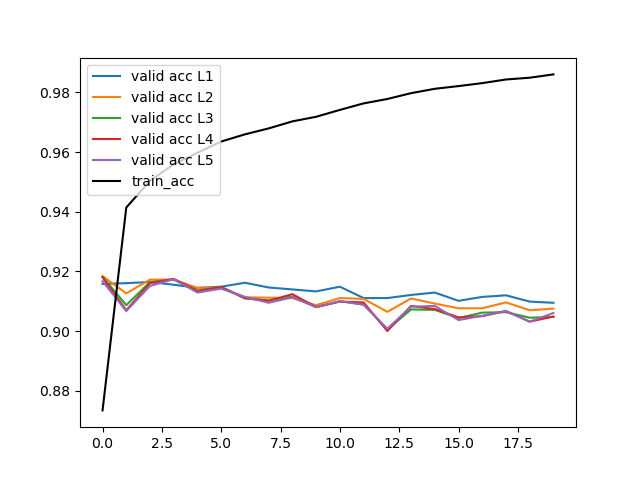 valid acc L1
valid acc L2
valid acc L3
valid acc L4
valid acc L5
train_acc
0.98
0.96
0.94
0.92
0.90
0.88
0.0 2.5 5.0 7.5 10.0 12.5 15.0 17.5